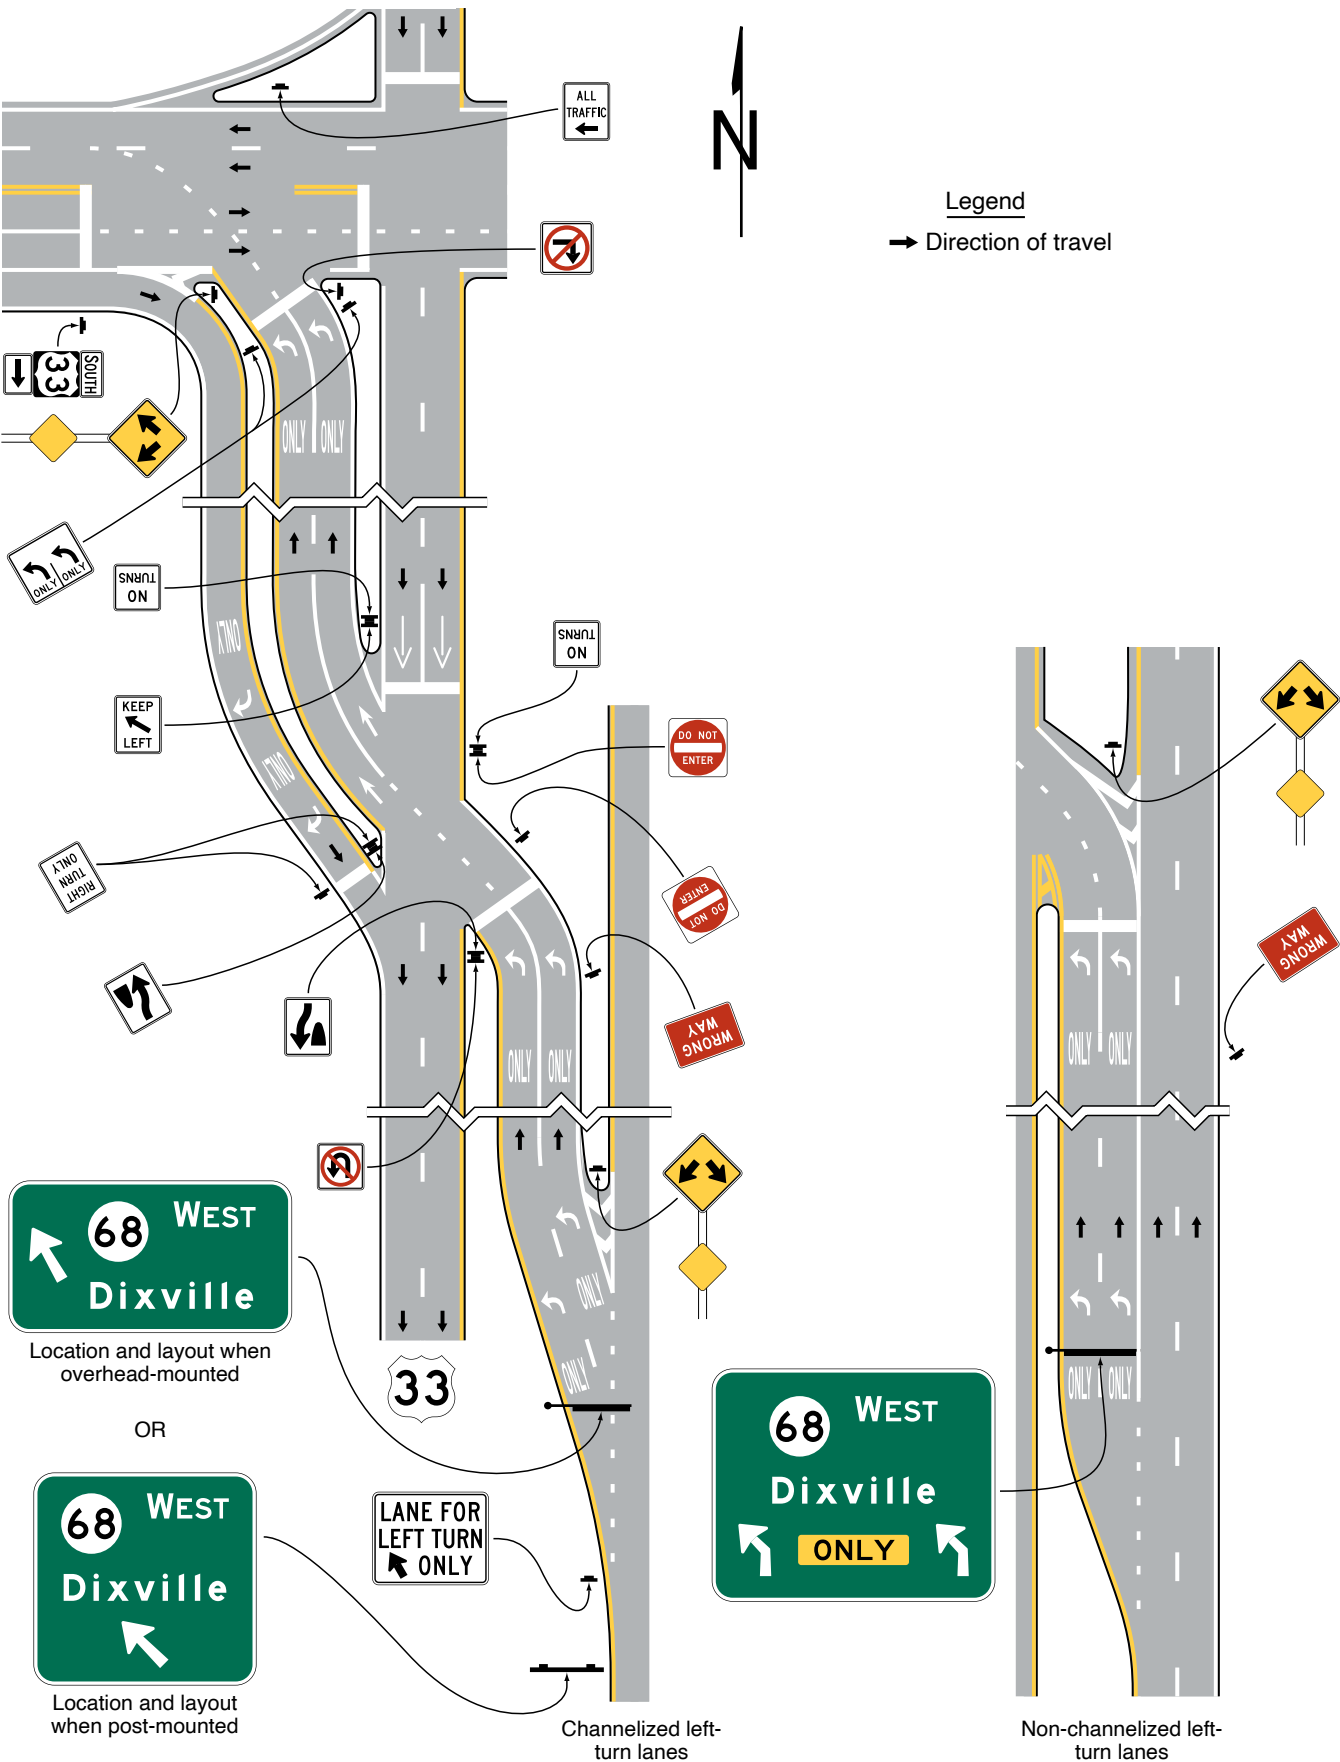 ALL
TRAFFIC
N
Legend
Direction of travel
SOUTH
33
ONLY ONLY
ONLY ONLY
NO
TURNS
ONLY
NO
TURNS
KEEP
LEFT
DO NOT
ENTER
ONLY
RIGHT
TURN
ONLY
DO NOT
ENTER
WRONG
WAY
WRONG
WAY
ONLY ONLY
ONLY ONLY
68 WEST
Dixville
Location and layout when
overhead-mounted
OR
ONLY
ONLY
33
68 WEST
Dixville
Location and layout
when post-mounted
LANE FOR
LEFT TURN
ONLY
ONLY ONLY
68 WEST
Dixville
ONLY
Channelized left-
turn lanes
Non-channelized left-
turn lanes